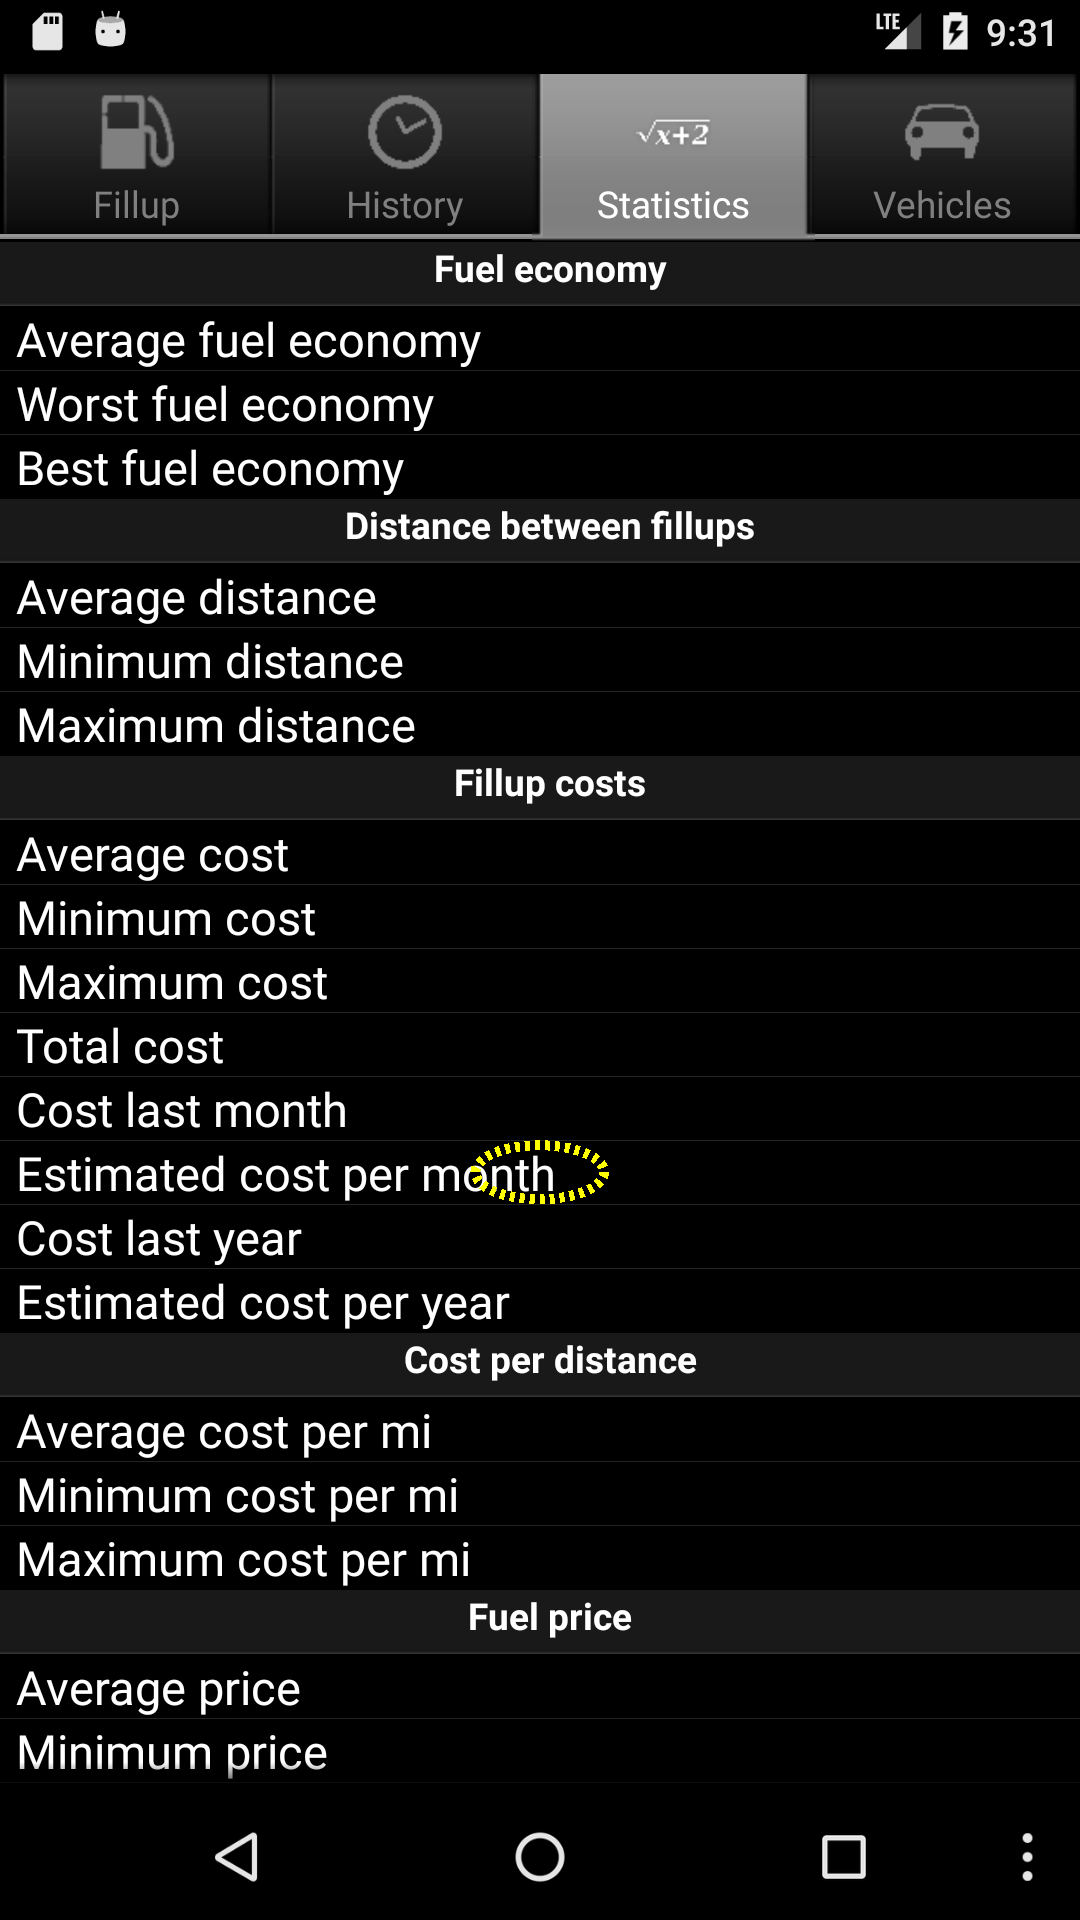 LTE 9:31
√x+2
Fillup History Statistics Vehicles
Fuel economy
Average fuel economy
Worst fuel economy
Best fuel economy
Distance between fillups
Average distance
Minimum distance
Maximum distance
Fillup costs
Average cost
Minimum cost
Maximum cost
Total cost
Cost last month
Estimated cost per month
Cost last year
Estimated cost per year
Cost per distance
Average cost per mi
Minimum cost per mi
Maximum cost per mi
Fuel price
Average price
Minimum price